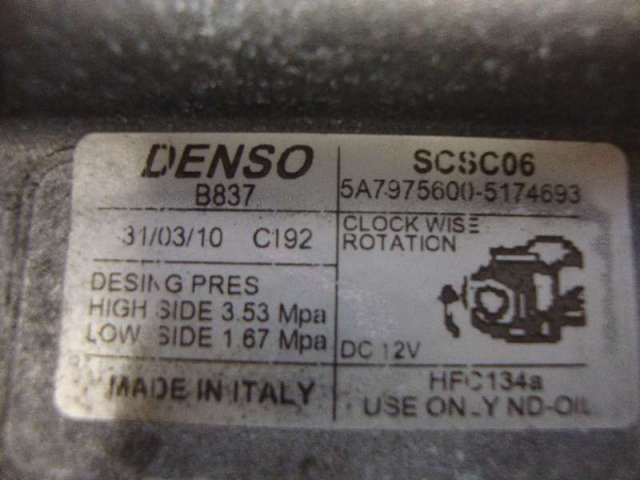 DENSO
B837
SCSC06
5A7975600-5174693
31/03/10 CI92
CLOCK WISE
ROTATION
DESING PRES
HIGH SIDE 3.53 Mpa
LOW SIDE 1.67 Mpa
DC 12V
MADE IN ITALY
HFC134a
USE ONLY ND-OIL